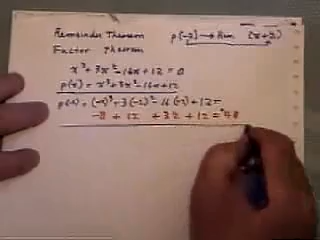 Remainder Theorem p(-2) → Rem (x+2)
Factor Theorem
x³+3x²-16x+12=0
p(x)=x³+3x²-16x+12
p(-2)=(-2)³+3(-2)²-16(-2)+12=
-8 + 12 + 32 + 12 = 48